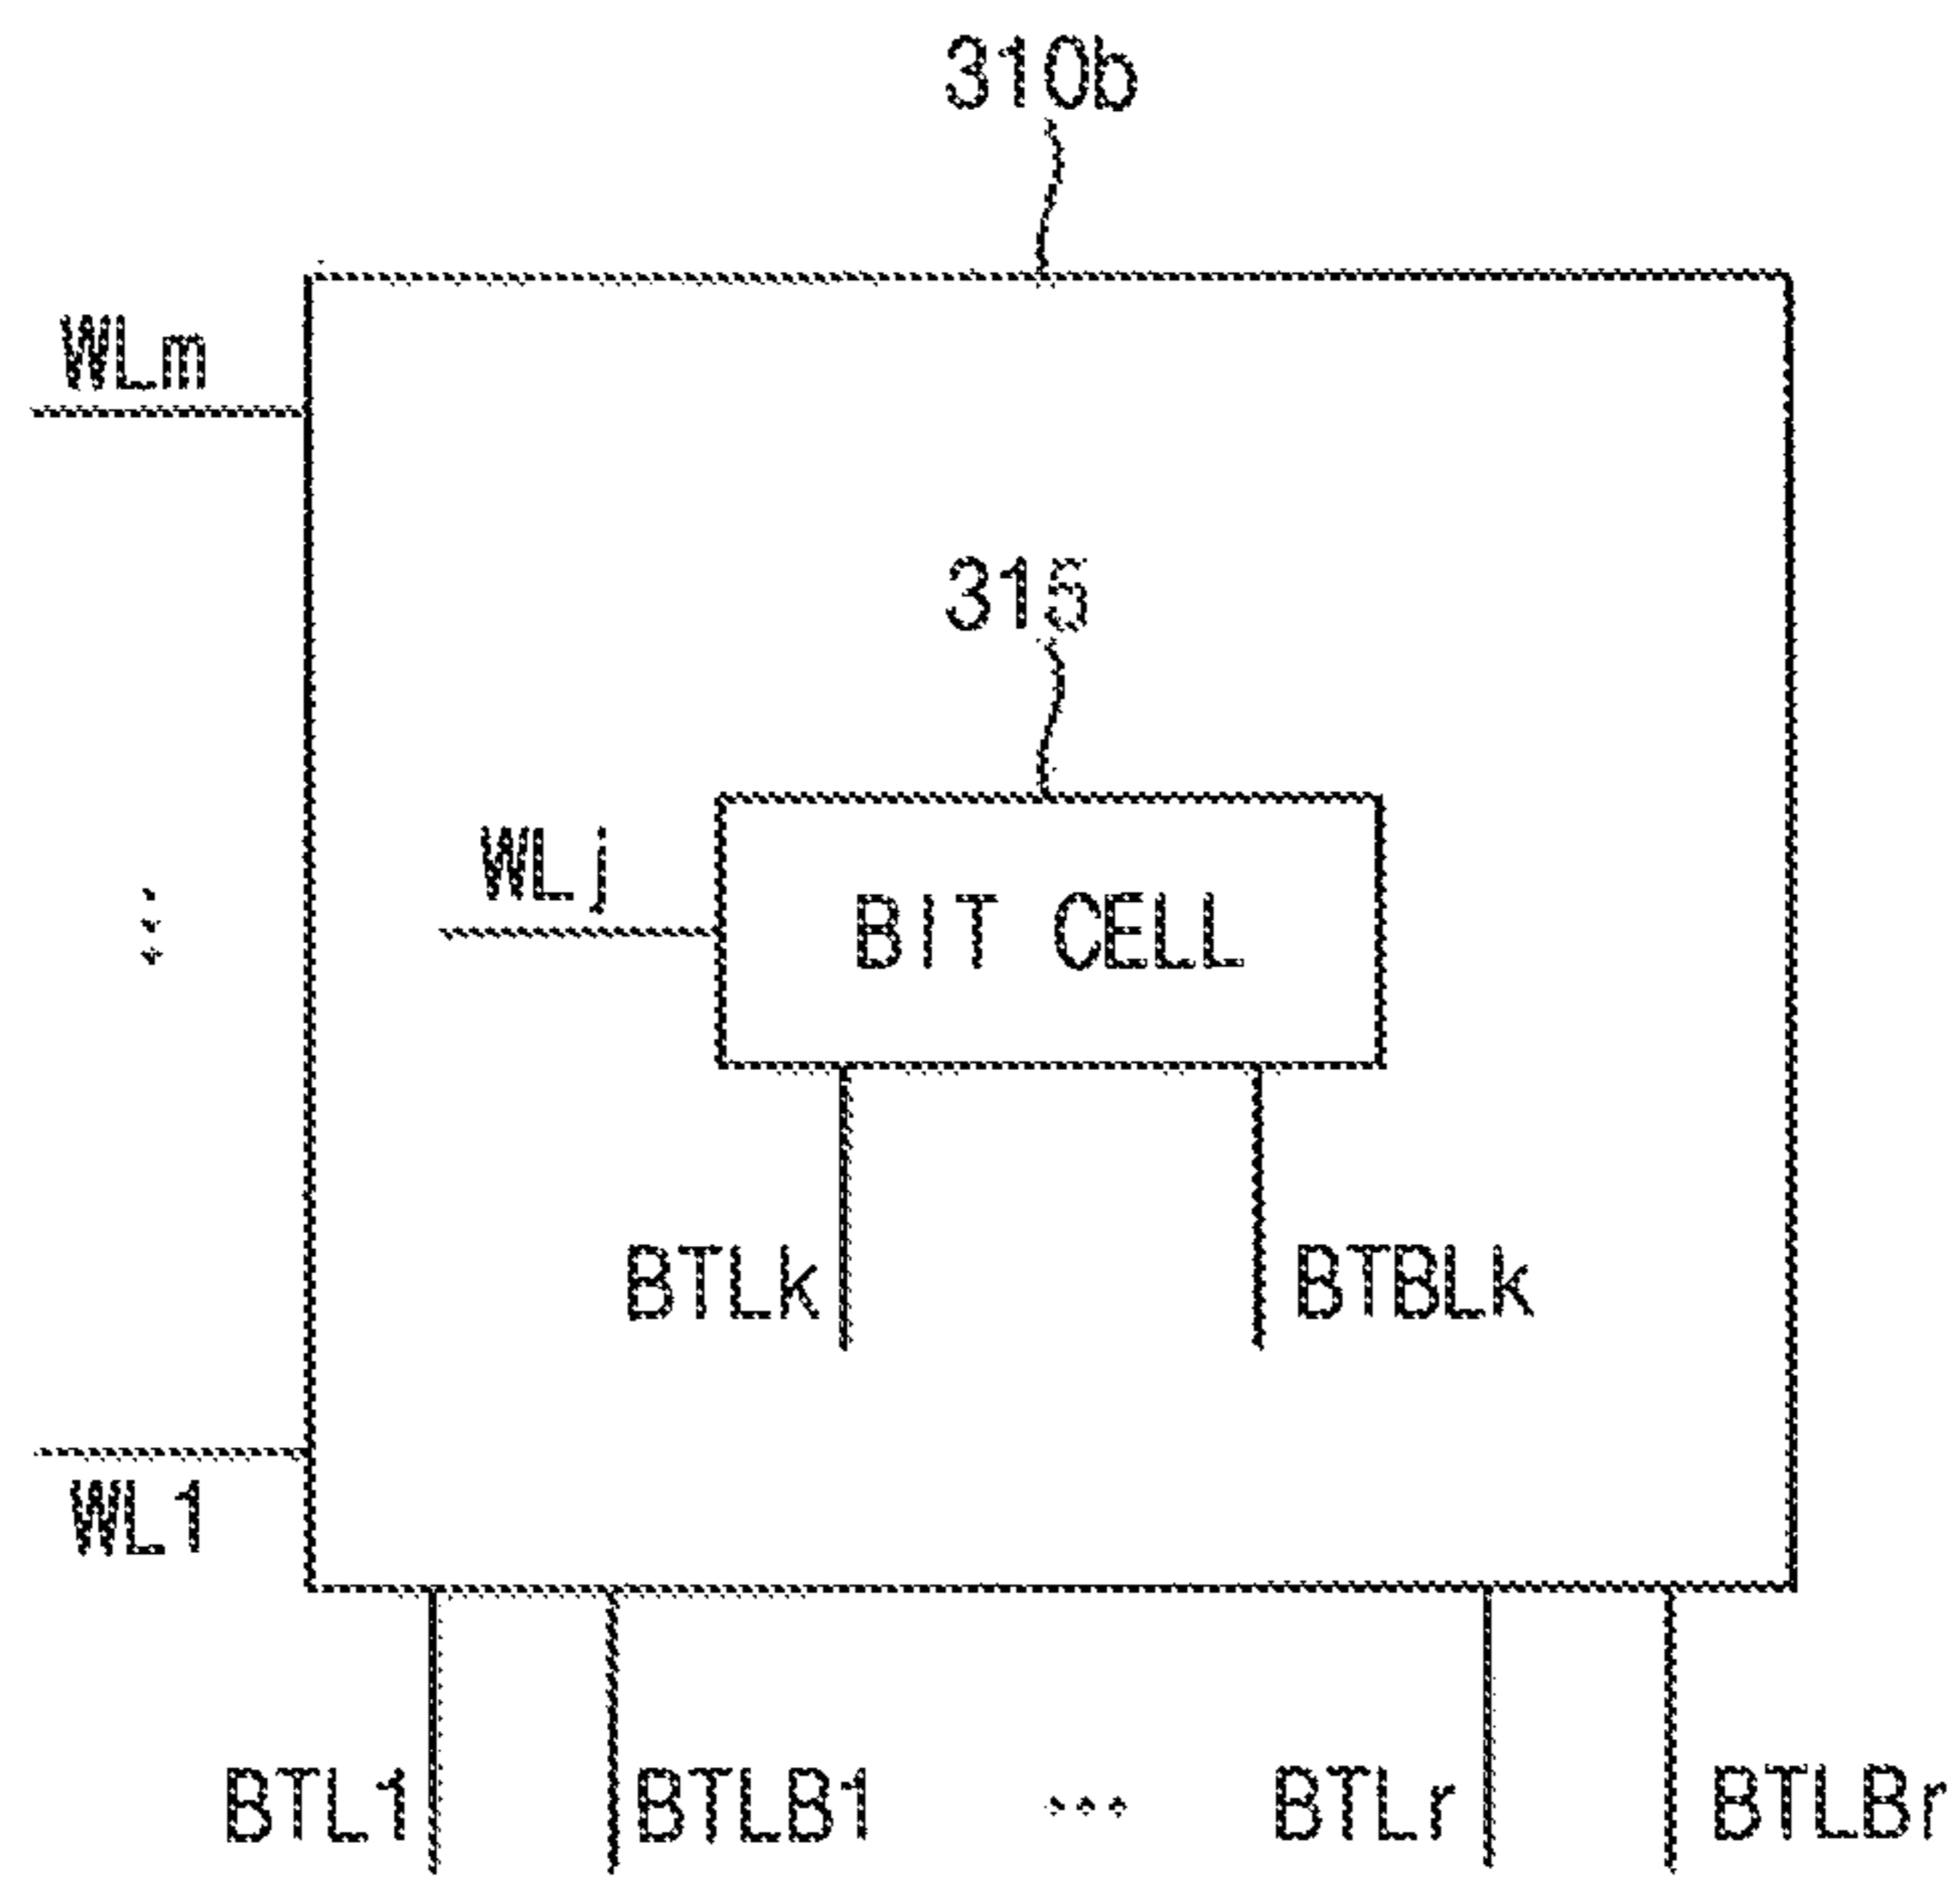 310b
WLm
315
WLj
BIT CELL
⋮
BTLk
BTBLk
WL1
BTL1
BTLB1
...
BTLr
BTLBr